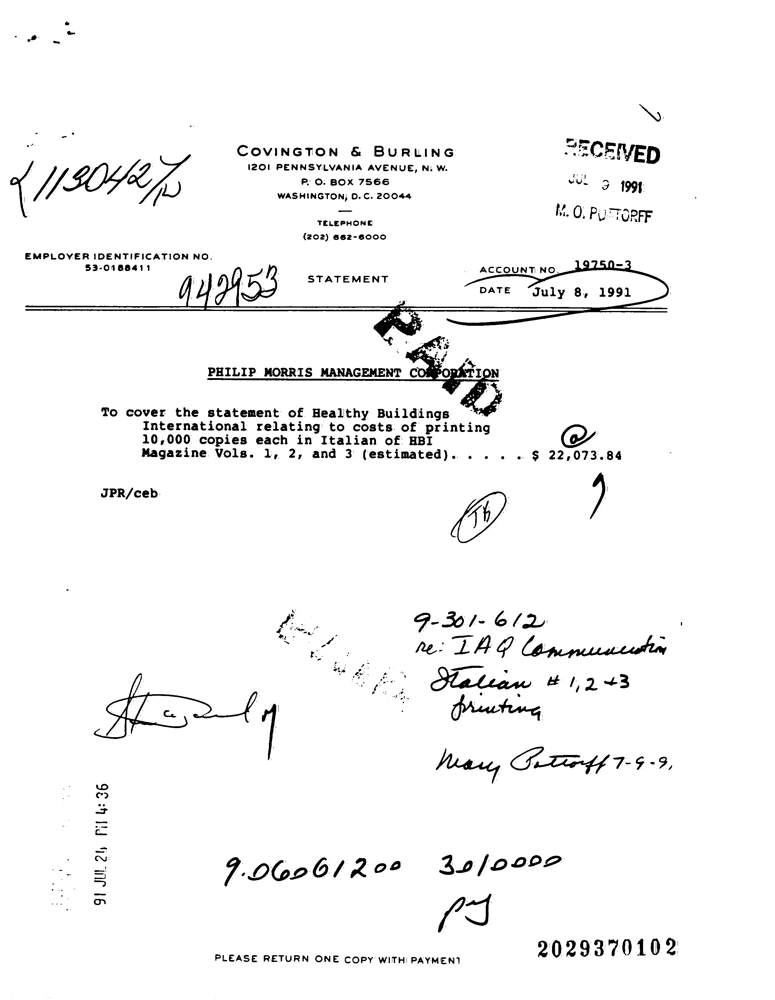 COVINGTON & BURLING
1201 PENNSYLVANIA AVENUE, N. W.
P. O. BOX 7566
WASHINGTON, D. C. 20044
TELEPHONE
(202) 662-6000
RECEIVED
JUL 9 1991
M. O. POTTORFF
EMPLOYER IDENTIFICATION NO.
53-0188411
942953
STATEMENT
ACCOUNT NO. 19750-3
DATE July 8, 1991
PAID
PHILIP MORRIS MANAGEMENT CORPORATION
To cover the statement of Healthy Buildings
International relating to costs of printing
10,000 copies each in Italian of HBI
Magazine Vols. 1, 2, and 3 (estimated). . . . . . $ 22,073.84
JPR/ceb
9-301-612
re: IAQ Communication
Italian # 1, 2 + 3
printing
Mary Pottorff 7-9-9,
91 JUL 24 PM 4:36
9.06061200 3010000
PLEASE RETURN ONE COPY WITH PAYMENT
2029370102